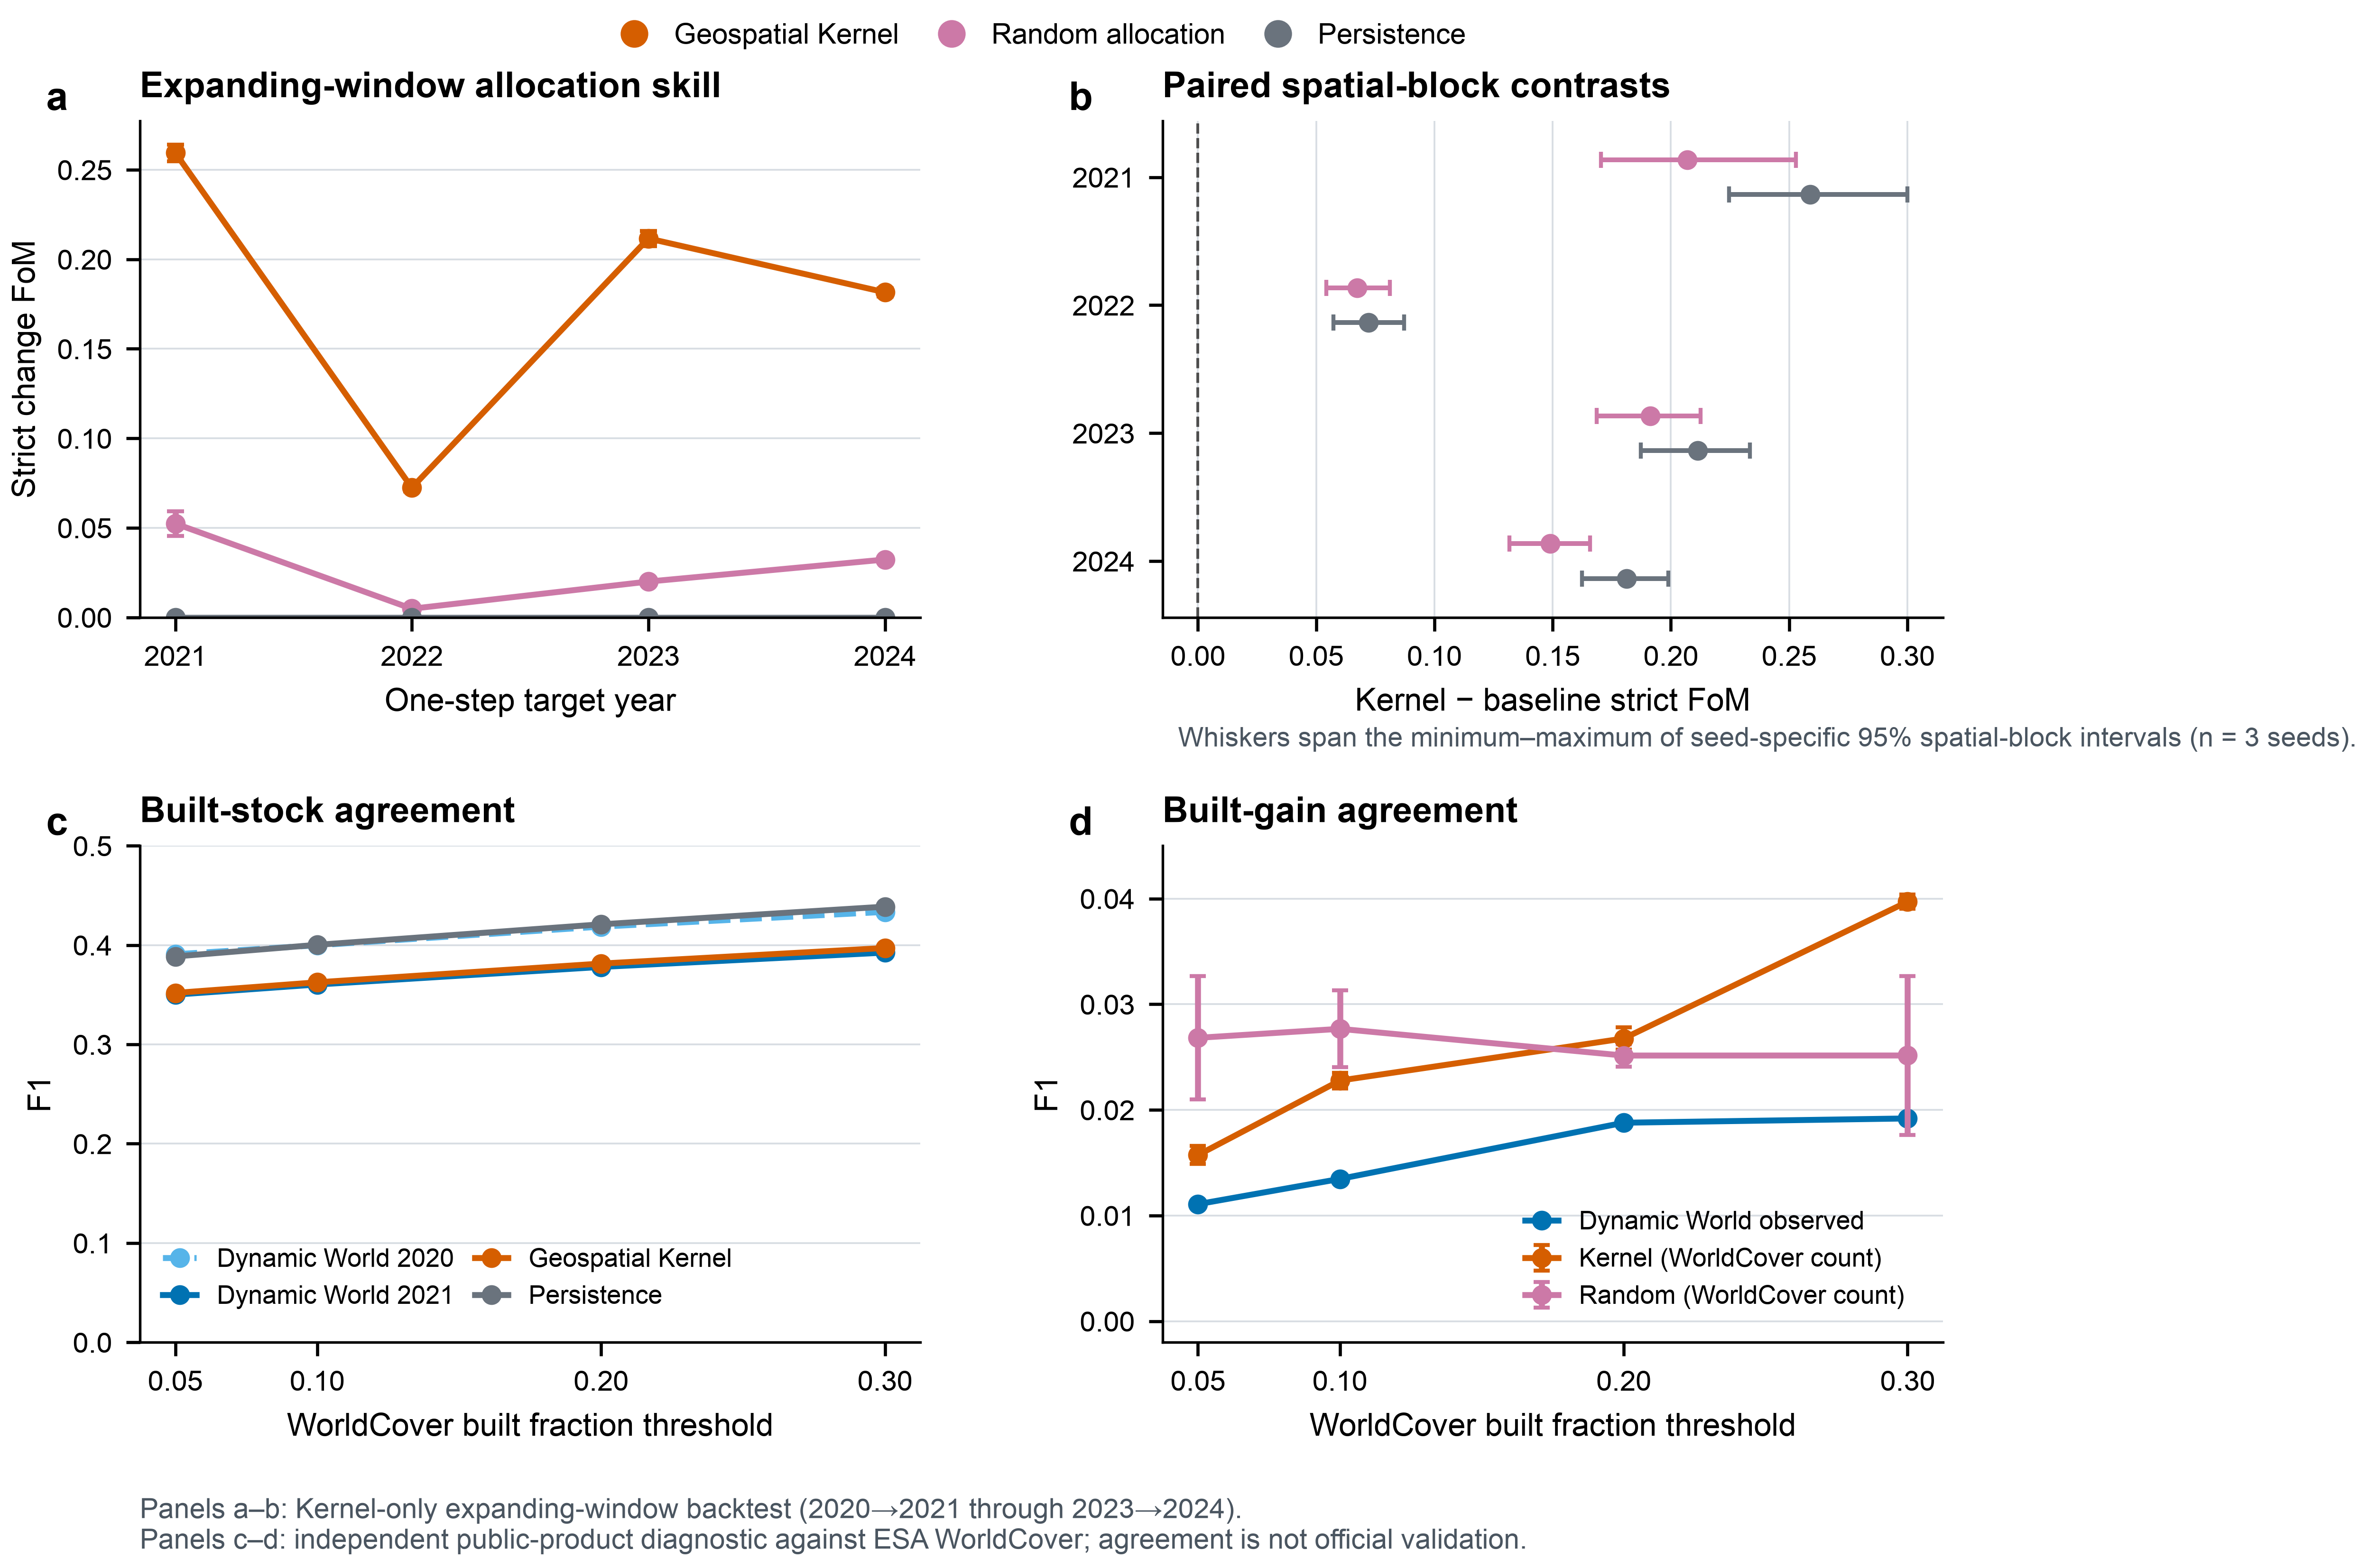 Geospatial Kernel Random allocation Persistence
a Expanding-window allocation skill
Strict change FoM
0.25
0.20
0.15
0.10
0.05
0.00
2021 2022 2023 2024
One-step target year
b Paired spatial-block contrasts
2021
2022
2023
2024
0.00 0.05 0.10 0.15 0.20 0.25 0.30
Kernel − baseline strict FoM
Whiskers span the minimum–maximum of seed-specific 95% spatial-block intervals (n = 3 seeds).
c Built-stock agreement
F1
0.5
0.4
0.3
0.2
0.1
0.0
Dynamic World 2020 Geospatial Kernel
Dynamic World 2021 Persistence
0.05 0.10 0.20 0.30
WorldCover built fraction threshold
d Built-gain agreement
F1
0.04
0.03
0.02
0.01
0.00
Dynamic World observed
Kernel (WorldCover count)
Random (WorldCover count)
0.05 0.10 0.20 0.30
WorldCover built fraction threshold
Panels a–b: Kernel-only expanding-window backtest (2020→2021 through 2023→2024).
Panels c–d: independent public-product diagnostic against ESA WorldCover; agreement is not official validation.